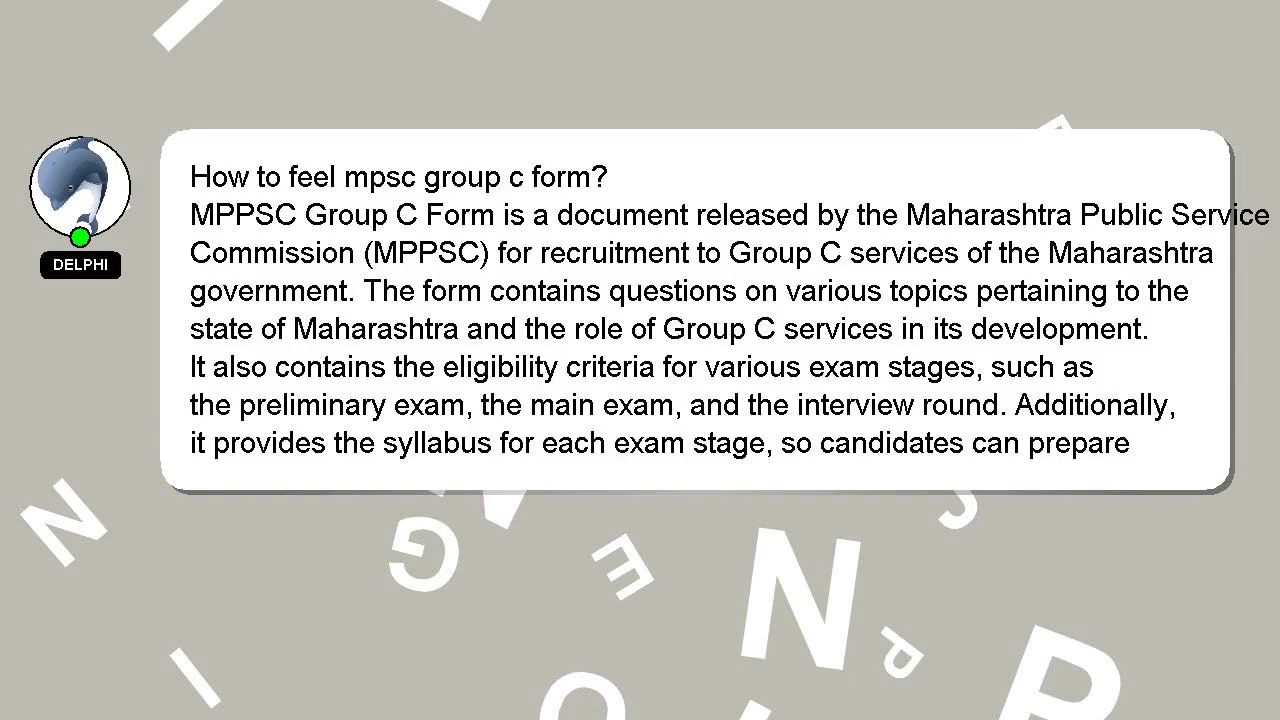 How to feel mpsc group c form?
MPPSC Group C Form is a document released by the Maharashtra Public Service
Commission (MPPSC) for recruitment to Group C services of the Maharashtra
government. The form contains questions on various topics pertaining to the
state of Maharashtra and the role of Group C services in its development.
It also contains the eligibility criteria for various exam stages, such as
the preliminary exam, the main exam, and the interview round. Additionally,
it provides the syllabus for each exam stage, so candidates can prepare
DELPHI
N
G
E
N
J
P
I
O
R